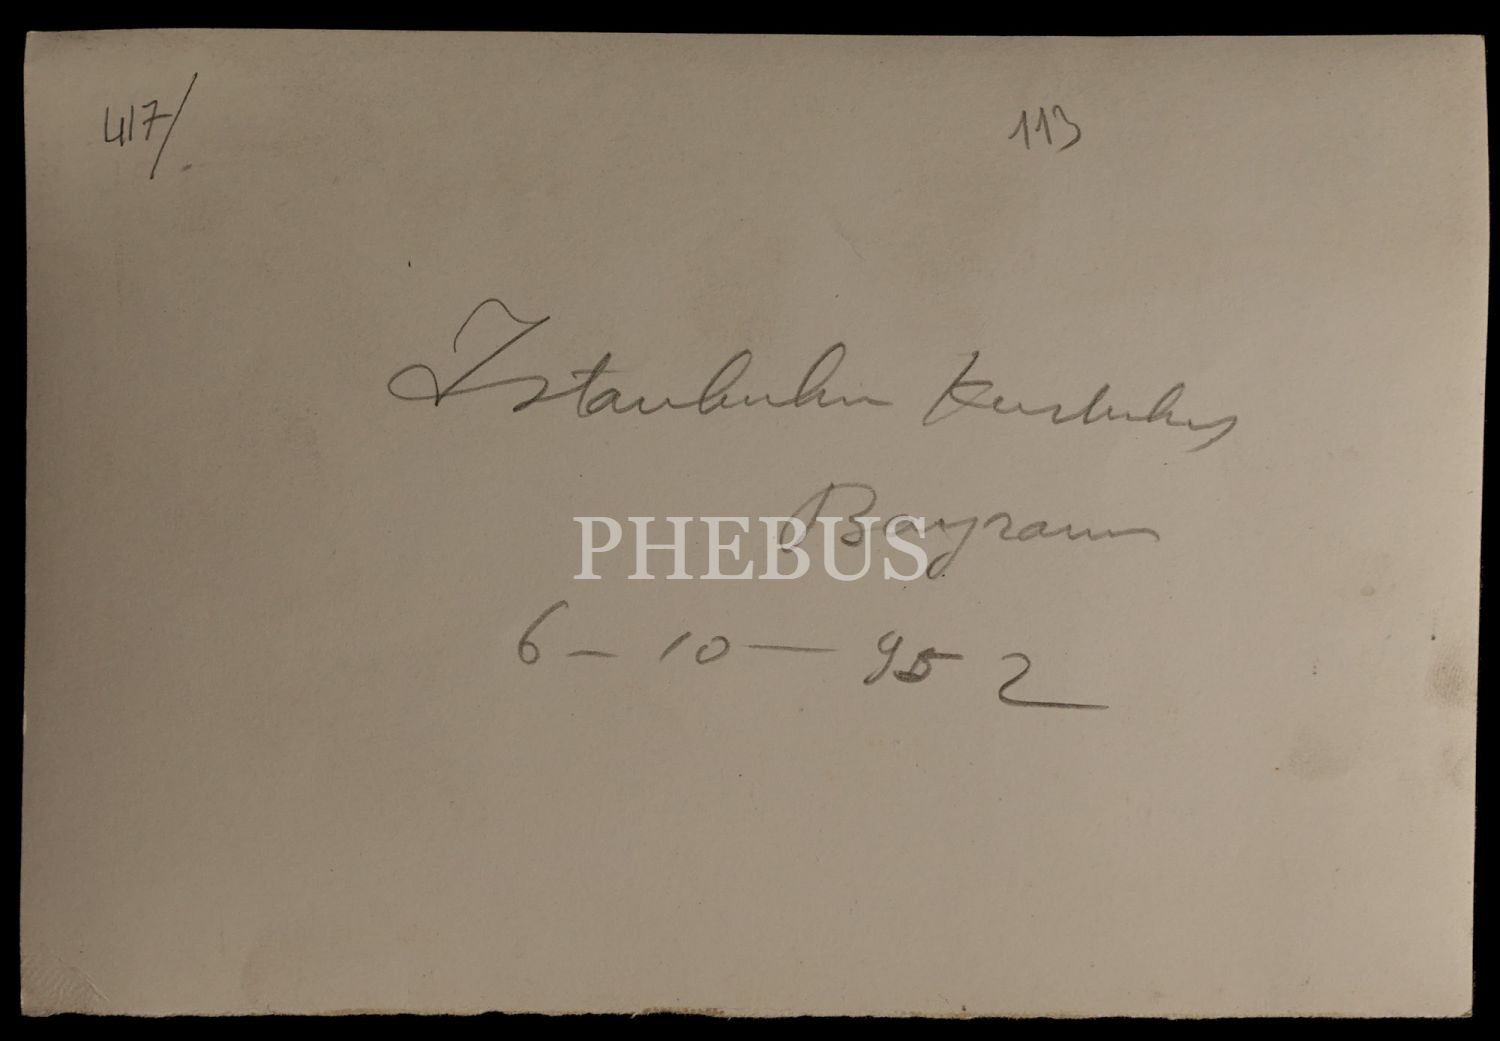 417/
113
İstanbulun Kurtuluş
Bayramı
PHEBUS
6 - 10 - 952